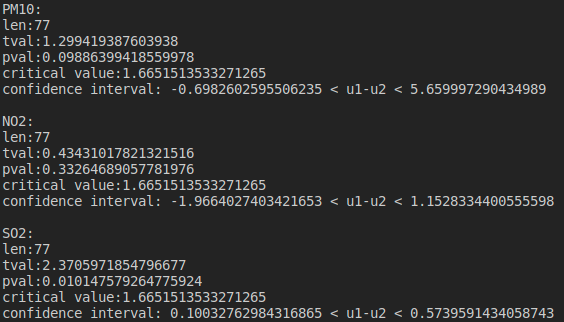 PM10:
len:77
tval:1.299419387603938
pval:0.09886399418559978
critical value:1.6651513533271265
confidence interval: -0.6982602595506235 < u1-u2 < 5.659997290434989
NO2:
len:77
tval:0.43431017821321516
pval:0.33264689057781976
critical value:1.6651513533271265
confidence interval: -1.9664027403421653 < u1-u2 < 1.1528334400555598
SO2:
len:77
tval:2.3705971854796677
pval:0.010147579264775924
critical value:1.6651513533271265
confidence interval: 0.10032762984316865 < u1-u2 < 0.5739591434058743